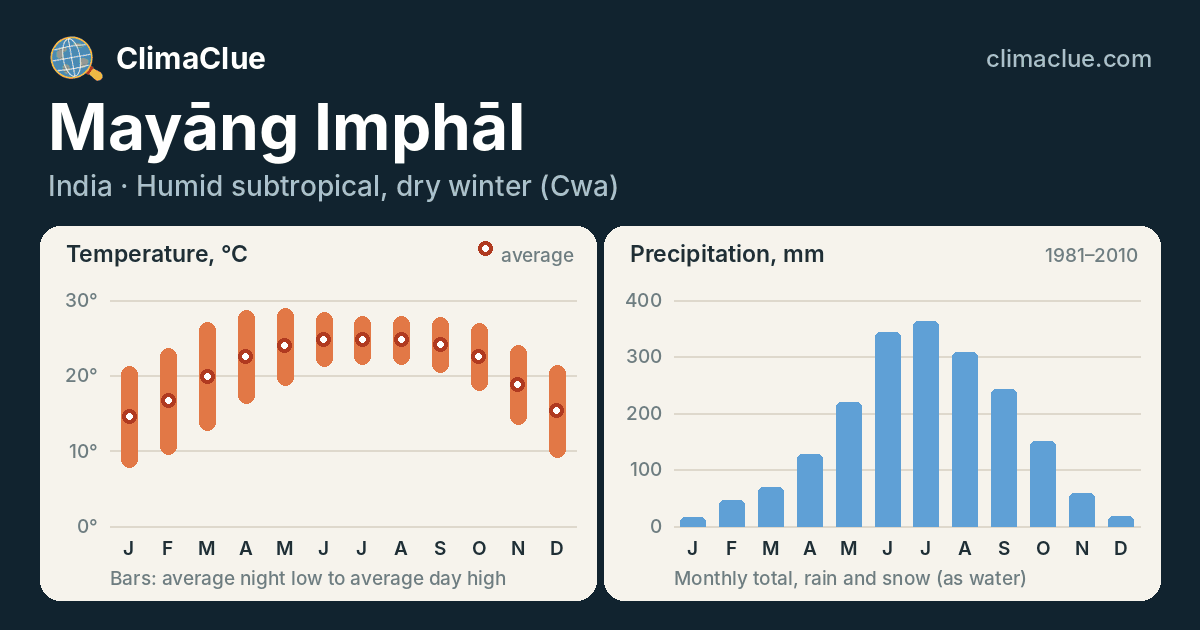 ClimaClue
climaclue.com
Mayāng Imphāl
India · Humid subtropical, dry winter (Cwa)
Temperature, °C
average
30°
20°
10°
0°
J F M A M J J A S O N D
Bars: average night low to average day high
Precipitation, mm
1981–2010
400
300
200
100
0
J F M A M J J A S O N D
Monthly total, rain and snow (as water)